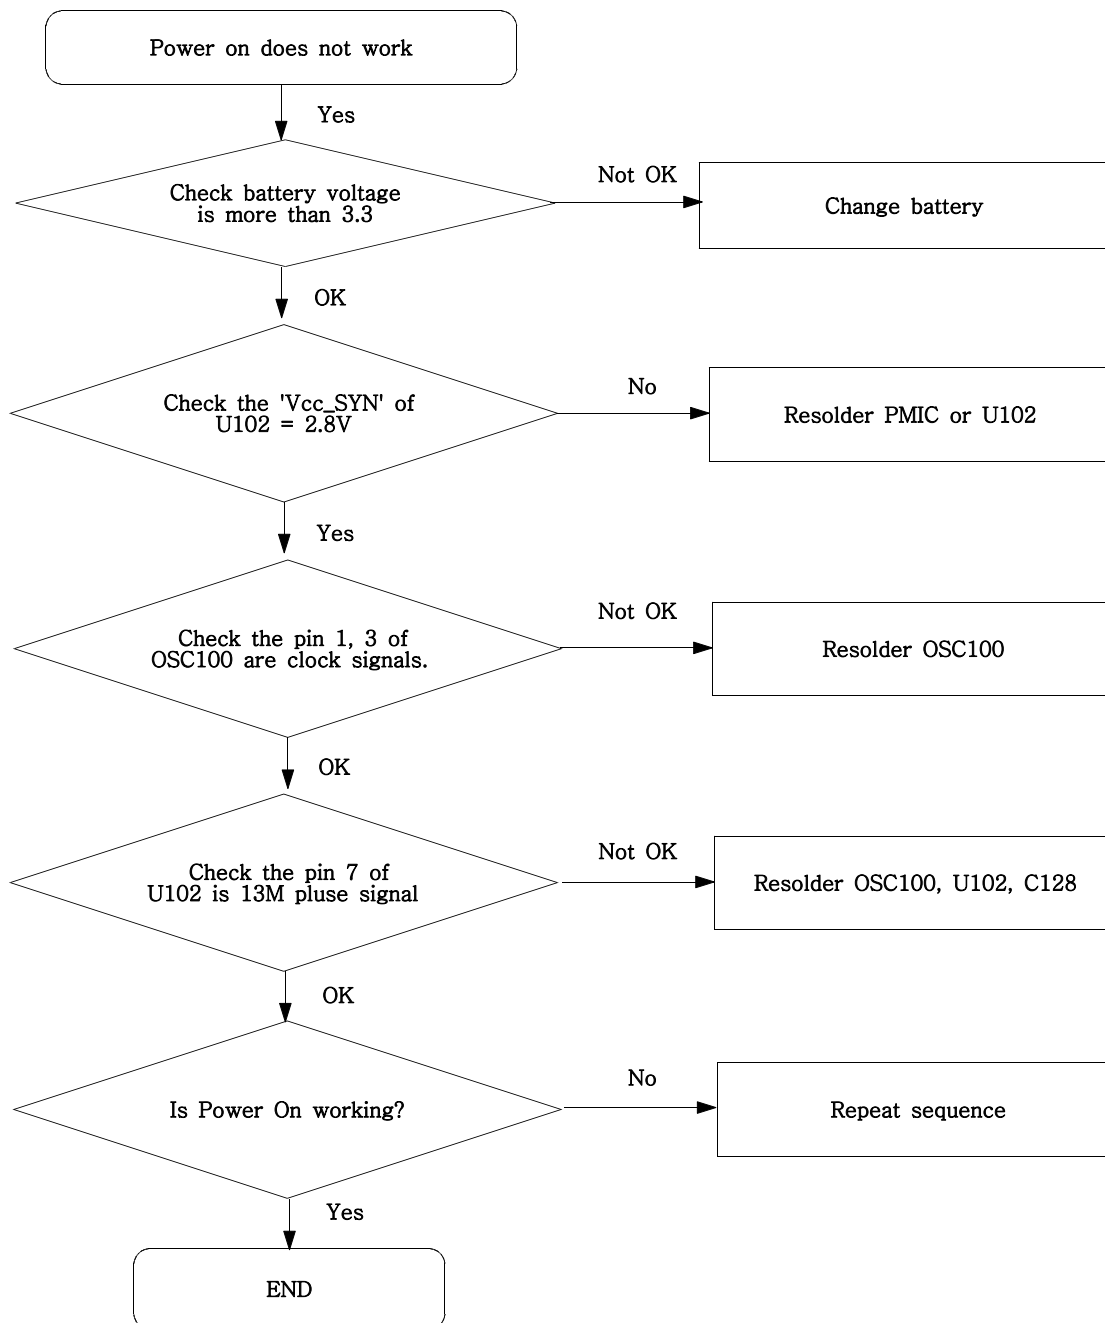 Power on does not work
Yes
Check battery voltage
is more than 3.3
Not OK
Change battery
OK
Check the 'Vcc_SYN' of
U102 = 2.8V
No
Resolder PMIC or U102
Yes
Check the pin 1, 3 of
OSC100 are clock signals.
Not OK
Resolder OSC100
OK
Check the pin 7 of
U102 is 13M pluse signal
Not OK
Resolder OSC100, U102, C128
OK
Is Power On working?
No
Repeat sequence
Yes
END